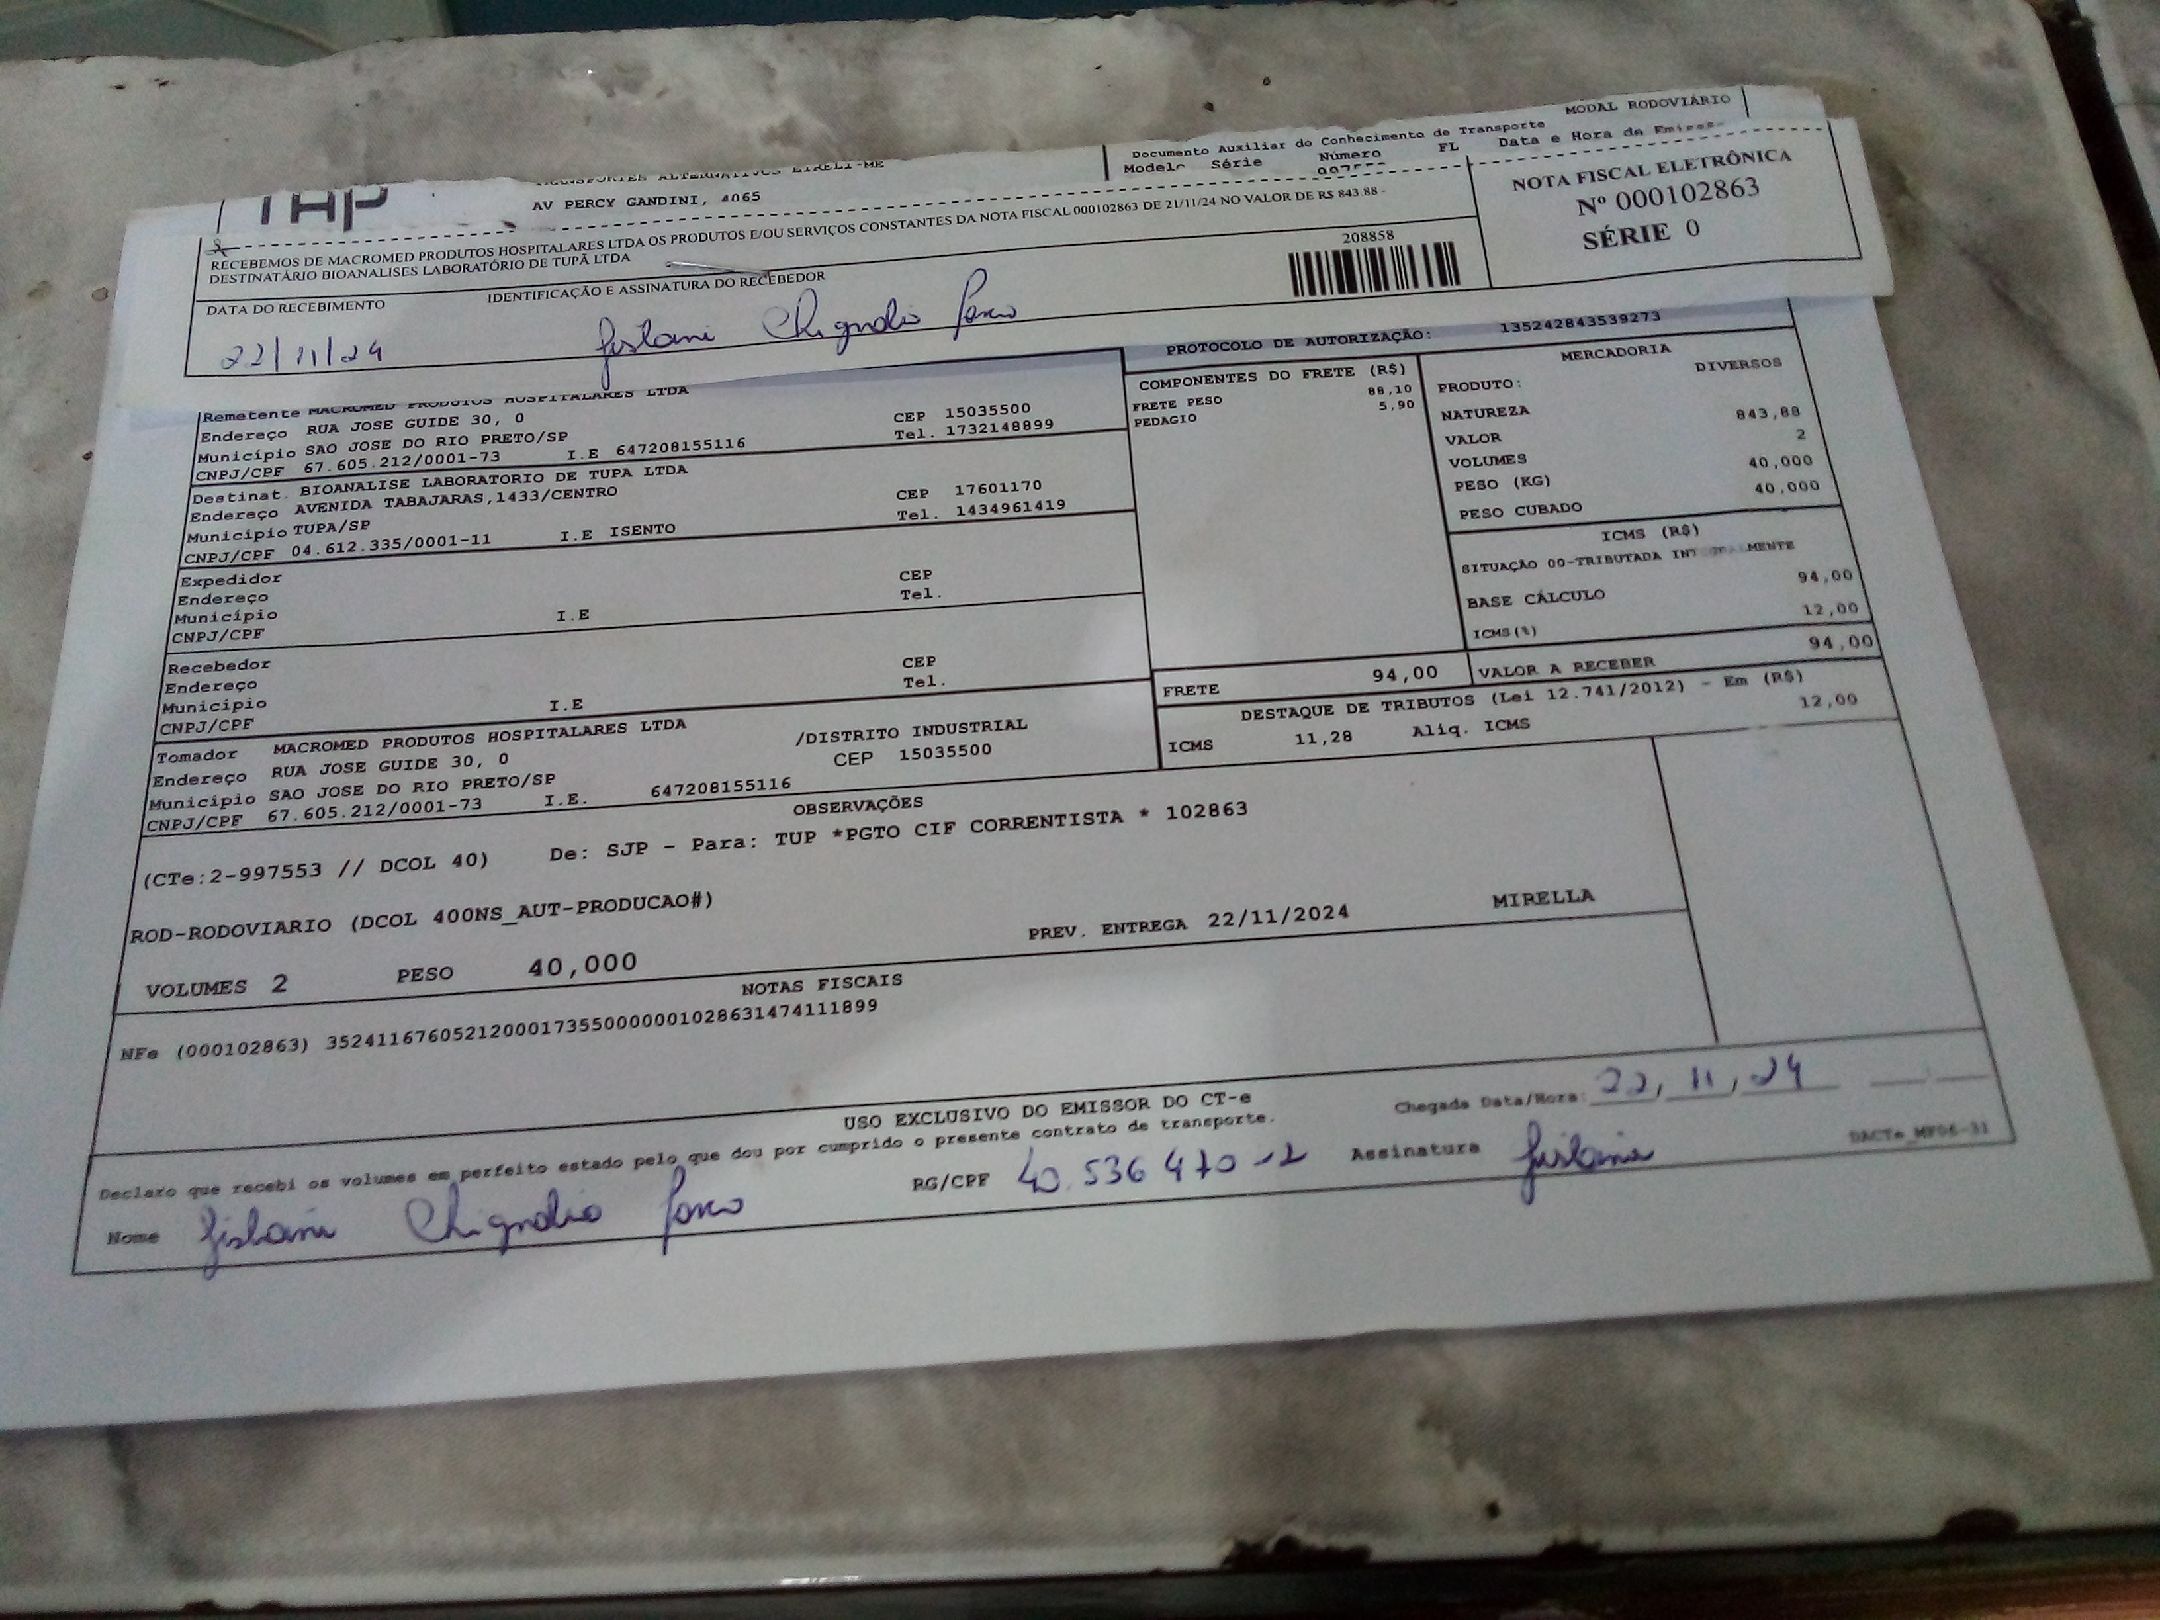 MODAL RODOVIÁRIO
Documento Auxiliar do Conhecimento de Transporte
Modelo Série Número FL Data e Hora da
TRANSPORTES ALTERNATIVOS EIRELI-ME
AV PERCY GANDINI, 4065
RECEBEMOS DE MACROMED PRODUTOS HOSPITALARES LTDA OS PRODUTOS E/OU SERVIÇOS CONSTANTES DA NOTA FISCAL 000102863 DE 21/11/24 NO VALOR DE R$ 843.88 -
DESTINATÁRIO BIOANALISES LABORATÓRIO DE TUPÃ LTDA
NOTA FISCAL ELETRÔNICA
Nº 000102863
SÉRIE 0
208858
DATA DO RECEBIMENTO IDENTIFICAÇÃO E ASSINATURA DO RECEBEDOR
22/11/24
PROTOCOLO DE AUTORIZAÇÃO: 135242843539273
Remetente MACROMED PRODUTOS HOSPITALARES LTDA
Endereço RUA JOSE GUIDE 30, 0 CEP 15035500
Município SAO JOSE DO RIO PRETO/SP Tel. 1732148899
CNPJ/CPF 67.605.212/0001-73 I.E 647208155116
Destinat. BIOANALISE LABORATORIO DE TUPA LTDA
Endereço AVENIDA TABAJARAS,1433/CENTRO CEP 17601170
Município TUPA/SP Tel. 1434961419
CNPJ/CPF 04.612.335/0001-11 I.E ISENTO
Expedidor CEP
Endereço Tel.
Município I.E
CNPJ/CPF
Recebedor CEP
Endereço Tel.
Município I.E
CNPJ/CPF
Tomador MACROMED PRODUTOS HOSPITALARES LTDA
Endereço RUA JOSE GUIDE 30, 0 /DISTRITO INDUSTRIAL
Município SAO JOSE DO RIO PRETO/SP CEP 15035500
CNPJ/CPF 67.605.212/0001-73 I.E. 647208155116
COMPONENTES DO FRETE (R$)
FRETE PESO 88,10
PEDAGIO 5,90
MERCADORIA
PRODUTO: DIVERSOS
NATUREZA
VALOR 843,88
VOLUMES 2
PESO (KG) 40,000
PESO CUBADO 40,000
ICMS (R$)
SITUAÇÃO 00-TRIBUTADA INTEGRALMENTE
BASE CÁLCULO 94,00
ICMS(%) 12,00
FRETE 94,00 VALOR A RECEBER 94,00
DESTAQUE DE TRIBUTOS (Lei 12.741/2012) - Em (R$)
ICMS 11,28 Alíq. ICMS 12,00
OBSERVAÇÕES
(CTe:2-997553 // DCOL 40) De: SJP - Para: TUP *PGTO CIF CORRENTISTA * 102863
ROD-RODOVIARIO (DCOL 400NS_AUT-PRODUCAO#)
VOLUMES 2 PESO 40,000 PREV. ENTREGA 22/11/2024 MIRELLA
NOTAS FISCAIS
NFe (000102863) 35241167605212000173550000001028631474111899
USO EXCLUSIVO DO EMISSOR DO CT-e
Declaro que recebi os volumes em perfeito estado pelo que dou por cumprido o presente contrato de transporte.
Chegada Data/Hora: 22/11/24
Nome RG/CPF 40.536 470-2 Assinatura
DACTe_MF06-31